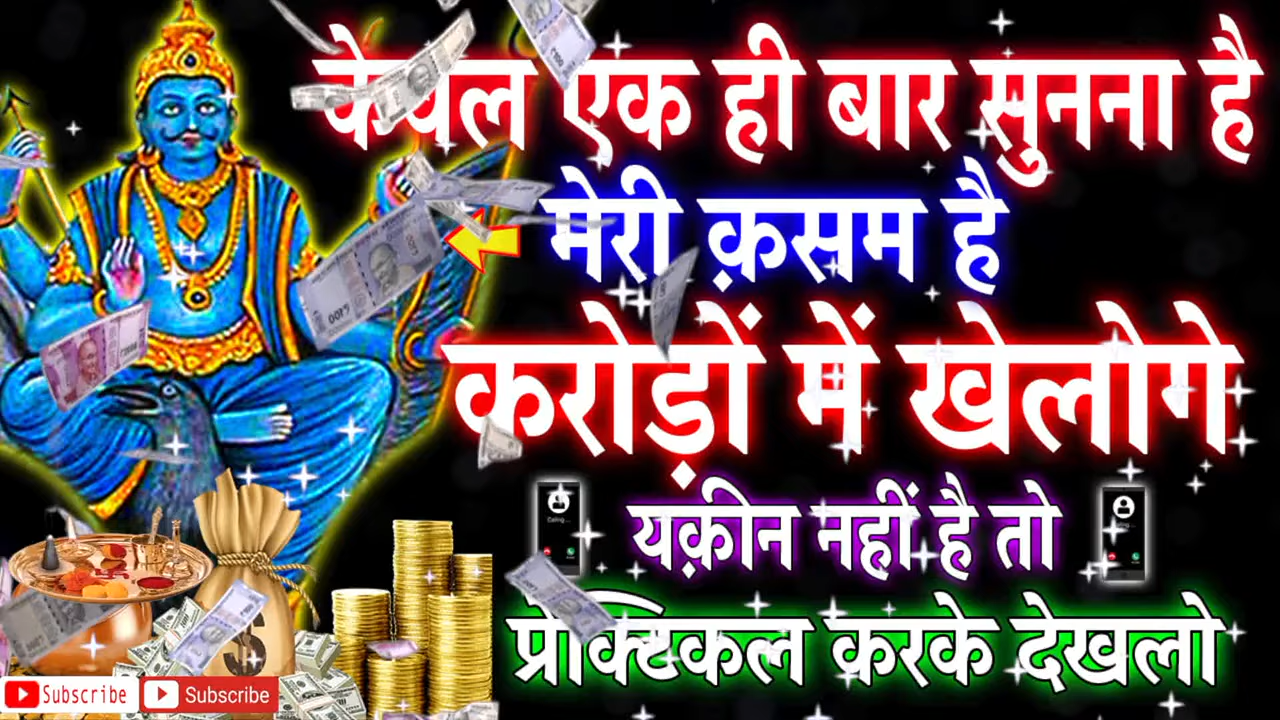 केवल एक ही बार सुनना है
मेरी क़सम है
करोड़ों में खेलोगे
यक़ीन नहीं है तो
प्रेक्टिकल करके देखलो
Subscribe
Subscribe